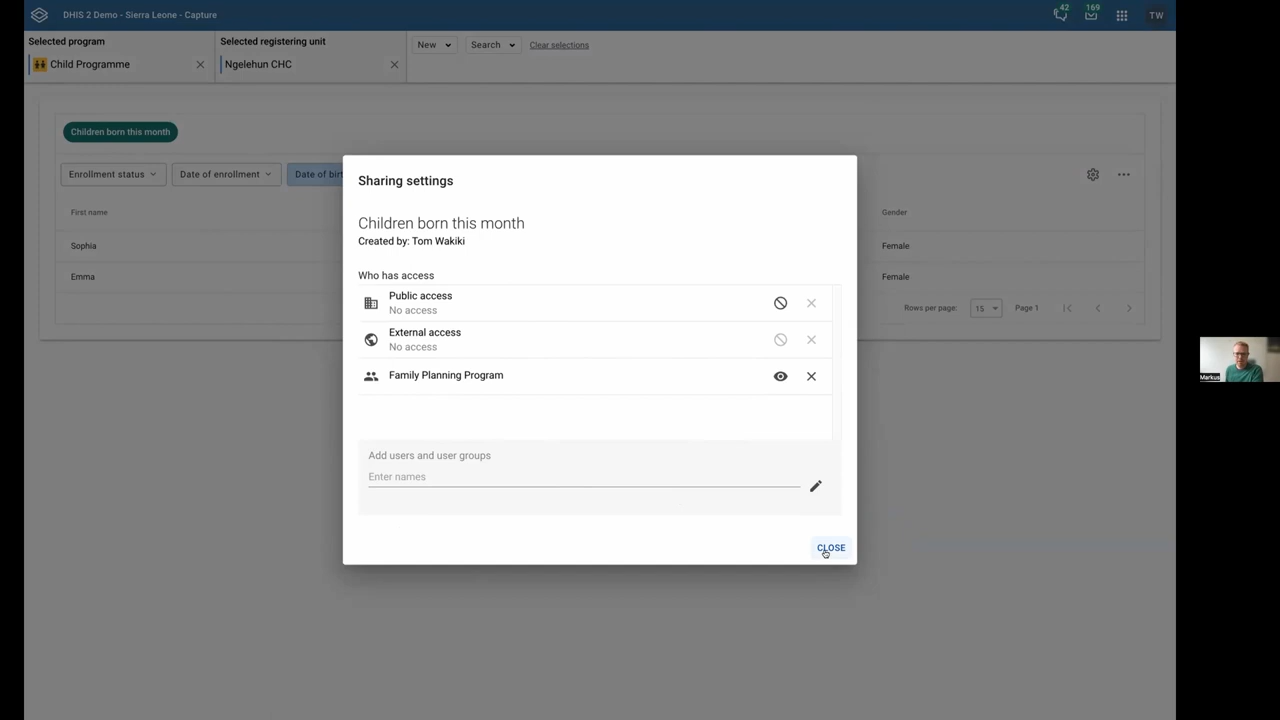 DHIS 2 Demo - Sierra Leone - Capture
42
169
TW
Selected program
Child Programme
Selected registering unit
Ngelehun CHC
New
Search
Clear selections
Children born this month
Enrollment status
Date of enrollment
Date of birt
First name
Gender
Sophia
Female
Emma
Female
Rows per page:
15
Page 1
Sharing settings
Children born this month
Created by: Tom Wakiki
Who has access
Public access
No access
External access
No access
Family Planning Program
Add users and user groups
Enter names
CLOSE
Markus